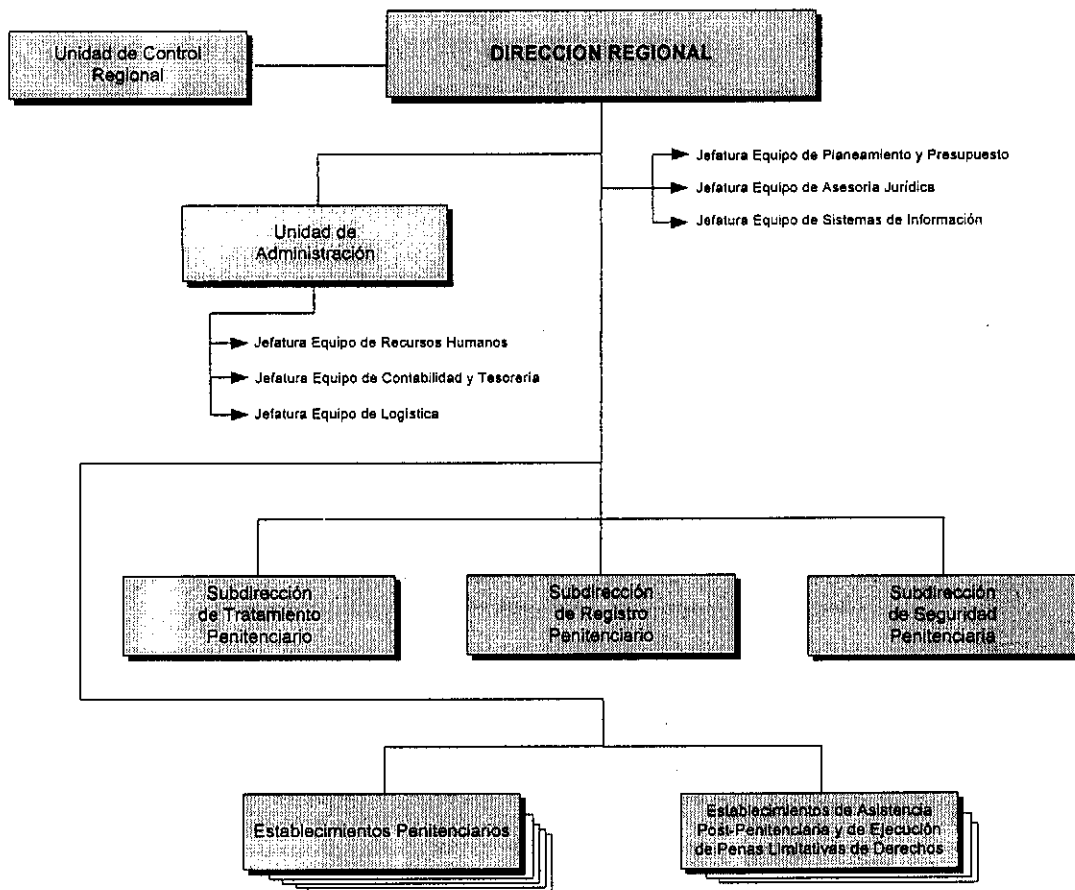 Unidad de Control
Regional
DIRECCION REGIONAL
Jefatura Equipo de Planeamiento y Presupuesto
Jefatura Equipo de Asesoria Jurídica
Jefatura Equipo de Sistemas de Información
Unidad de
Administración
Jefatura Equipo de Recursos Humanos
Jefatura Equipo de Contabilidad y Tesorería
Jefatura Equipo de Logística
Subdirección
de Tratamiento
Penitenciario
Subdirección
de Registro
Penitenciario
Subdirección
de Seguridad
Penitenciaria
Establecimientos Penitenciarios
Establecimientos de Asistencia
Post-Penitenciaria y de Ejecución
de Penas Limitativas de Derechos